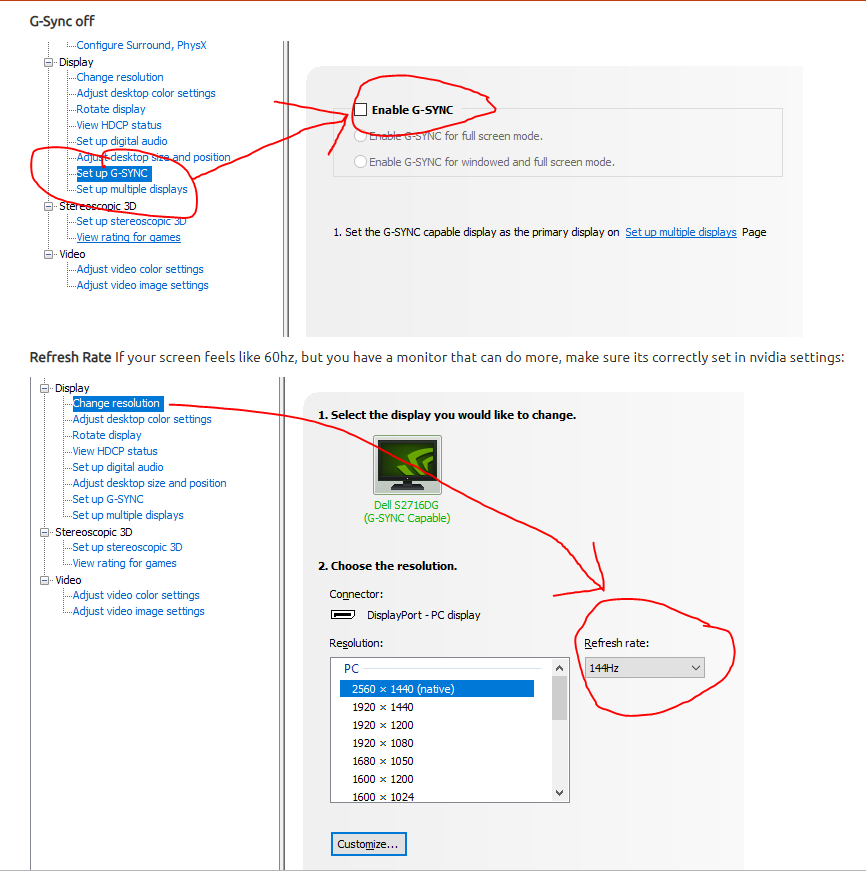 G-Sync off
Configure Surround, PhysX
Display
Change resolution
Adjust desktop color settings
Rotate display
View HDCP status
Set up digital audio
Adjust desktop size and position
Set up G-SYNC
Set up multiple displays
Stereoscopic 3D
Set up stereoscopic 3D
View rating for games
Video
Adjust video color settings
Adjust video image settings
Enable G-SYNC
Enable G-SYNC for full screen mode.
Enable G-SYNC for windowed and full screen mode.
1. Set the G-SYNC capable display as the primary display on Set up multiple displays Page
Refresh Rate If your screen feels like 60hz, but you have a monitor that can do more, make sure its correctly set in nvidia settings:
Display
Change resolution
Adjust desktop color settings
Rotate display
View HDCP status
Set up digital audio
Adjust desktop size and position
Set up G-SYNC
Set up multiple displays
Stereoscopic 3D
Set up stereoscopic 3D
View rating for games
Video
Adjust video color settings
Adjust video image settings
1. Select the display you would like to change.
Dell S2716DG
(G-SYNC Capable)
2. Choose the resolution.
Connector:
DisplayPort - PC display
Resolution:
PC
2560 × 1440 (native)
1920 × 1440
1920 × 1200
1920 × 1080
1680 × 1050
1600 × 1200
1600 × 1024
Refresh rate:
144Hz
Customize...